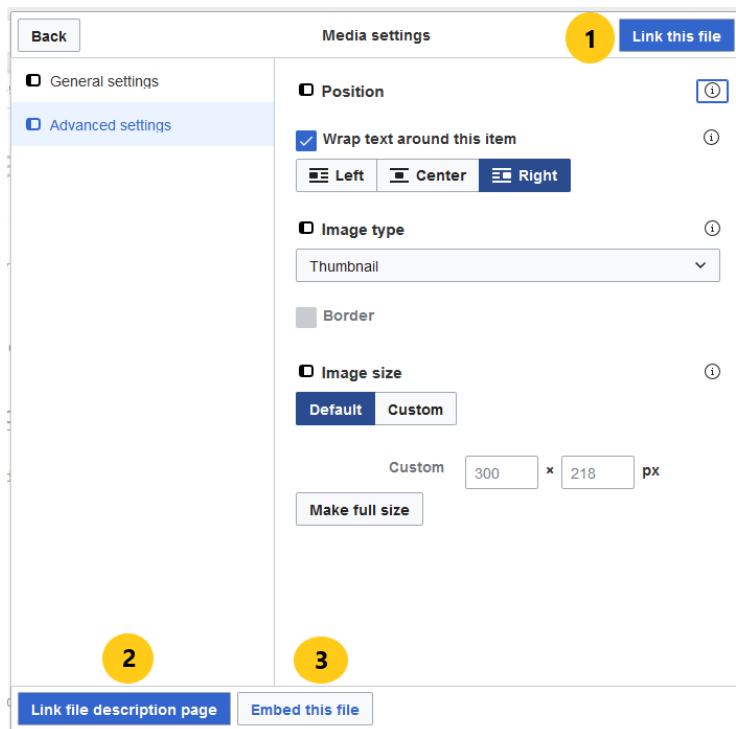 Back
Media settings
1
Link this file
General settings
Advanced settings
Position
Wrap text around this item
Left
Center
Right
Image type
Thumbnail
Border
Image size
Default
Custom
Custom
300
×
218
px
Make full size
2
3
Link file description page
Embed this file